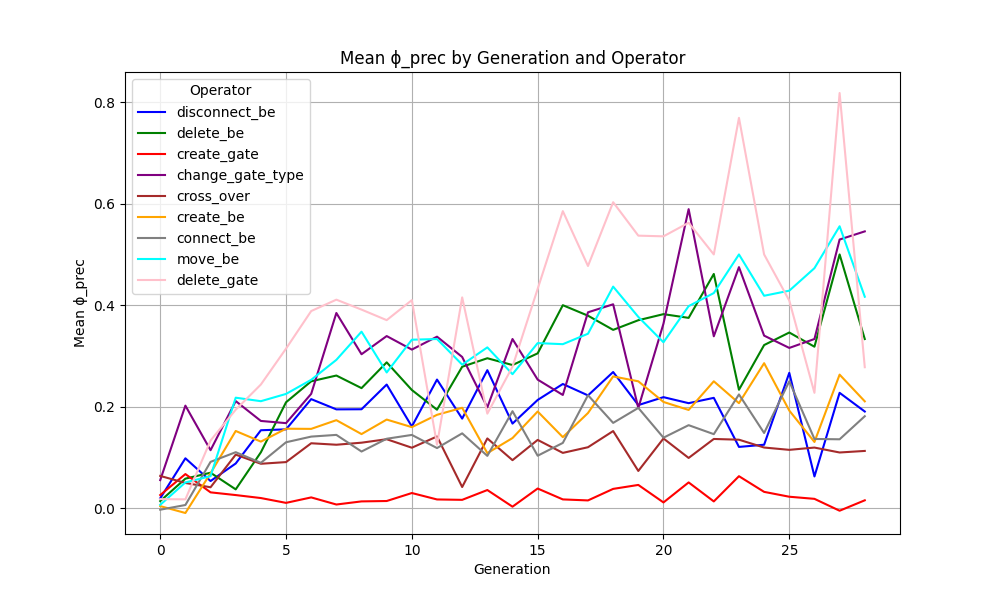 Mean ϕ_prec by Generation and Operator
Operator
disconnect_be
delete_be
create_gate
change_gate_type
cross_over
create_be
connect_be
move_be
delete_gate
Mean ϕ_prec
0.8
0.6
0.4
0.2
0.0
0
5
10
15
20
25
Generation